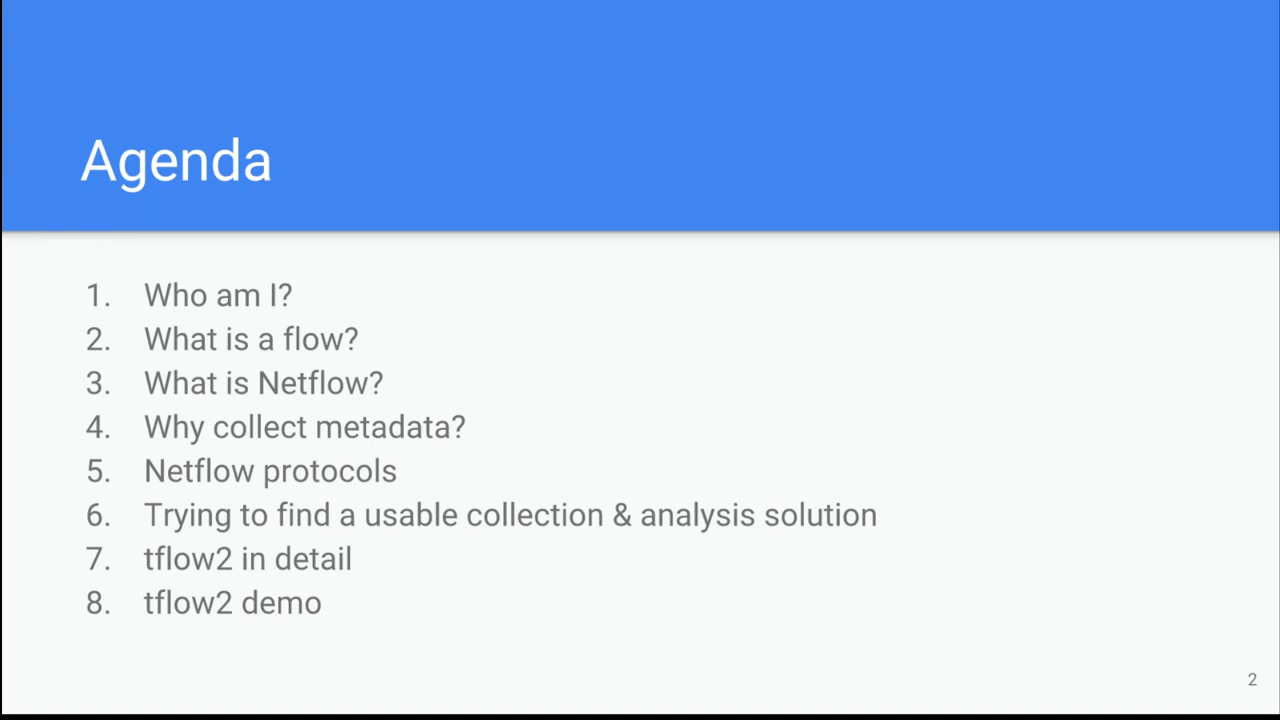 Agenda
1. Who am I?
2. What is a flow?
3. What is Netflow?
4. Why collect metadata?
5. Netflow protocols
6. Trying to find a usable collection & analysis solution
7. tflow2 in detail
8. tflow2 demo
2